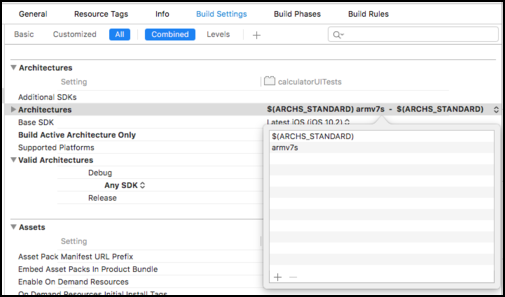 General Resource Tags Info Build Settings Build Phases Build Rules
Basic Customized All Combined Levels +
Architectures
Setting calculatorUITests
Additional SDKs
Architectures $(ARCHS_STANDARD) armv7s - $(ARCHS_STANDARD)
Base SDK Latest iOS (iOS 10.2)
Build Active Architecture Only
Supported Platforms
Valid Architectures
Debug
Any SDK
Release
$(ARCHS_STANDARD)
armv7s
+ −
Assets
Setting
Asset Pack Manifest URL Prefix
Embed Asset Packs In Product Bundle
Enable On Demand Resources
On Demand Resources Initial Install Tags